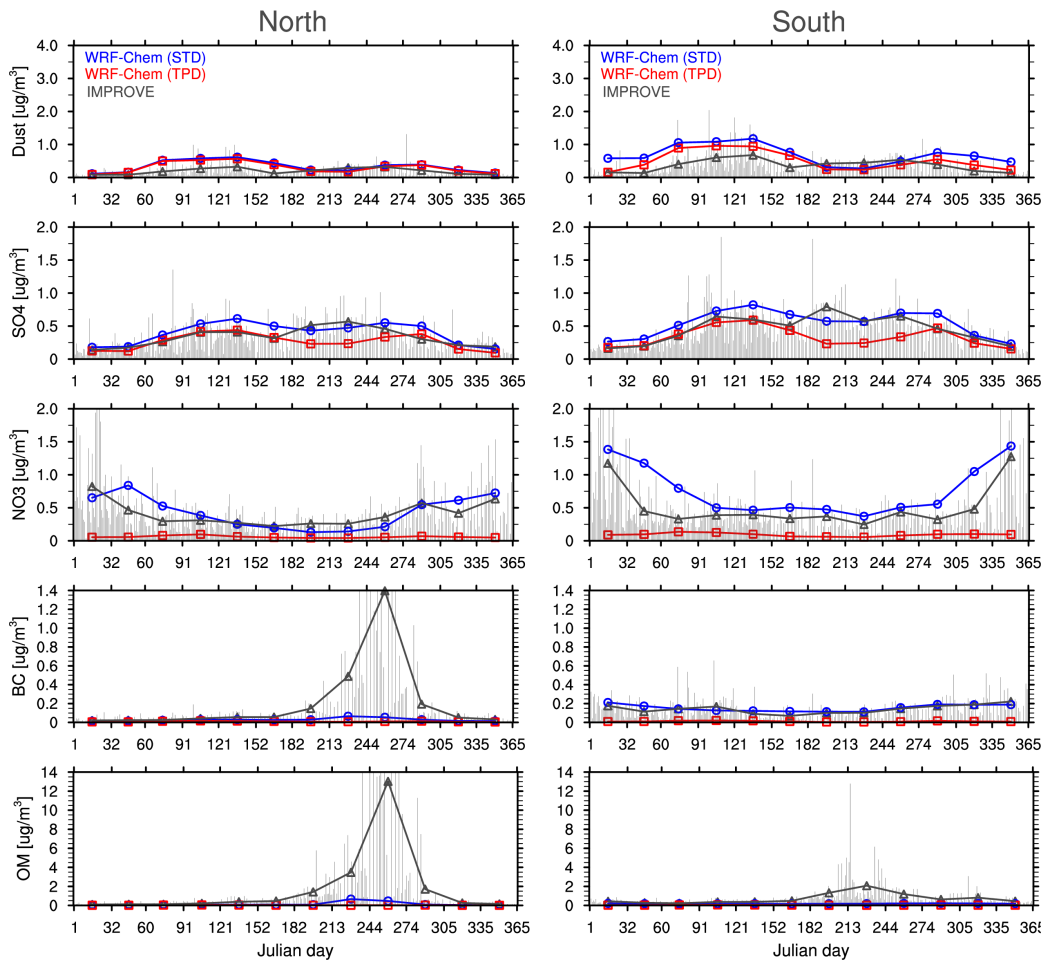 North
South
Dust [ug/m³]
4.0
3.0
2.0
1.0
0
WRF-Chem (STD)
WRF-Chem (TPD)
IMPROVE
1 32 60 91 121 152 182 213 244 274 305 335 365
4.0
3.0
2.0
1.0
0
WRF-Chem (STD)
WRF-Chem (TPD)
IMPROVE
1 32 60 91 121 152 182 213 244 274 305 335 365
SO4 [ug/m³]
2.0
1.5
1.0
0.5
0
1 32 60 91 121 152 182 213 244 274 305 335 365
2.0
1.5
1.0
0.5
0
1 32 60 91 121 152 182 213 244 274 305 335 365
NO3 [ug/m³]
2.0
1.5
1.0
0.5
0
1 32 60 91 121 152 182 213 244 274 305 335 365
2.0
1.5
1.0
0.5
0
1 32 60 91 121 152 182 213 244 274 305 335 365
BC [ug/m³]
1.4
1.2
1.0
0.8
0.6
0.4
0.2
0
1 32 60 91 121 152 182 213 244 274 305 335 365
1.4
1.2
1.0
0.8
0.6
0.4
0.2
0
1 32 60 91 121 152 182 213 244 274 305 335 365
OM [ug/m³]
14
12
10
8
6
4
2
0
1 32 60 91 121 152 182 213 244 274 305 335 365
Julian day
14
12
10
8
6
4
2
0
1 32 60 91 121 152 182 213 244 274 305 335 365
Julian day